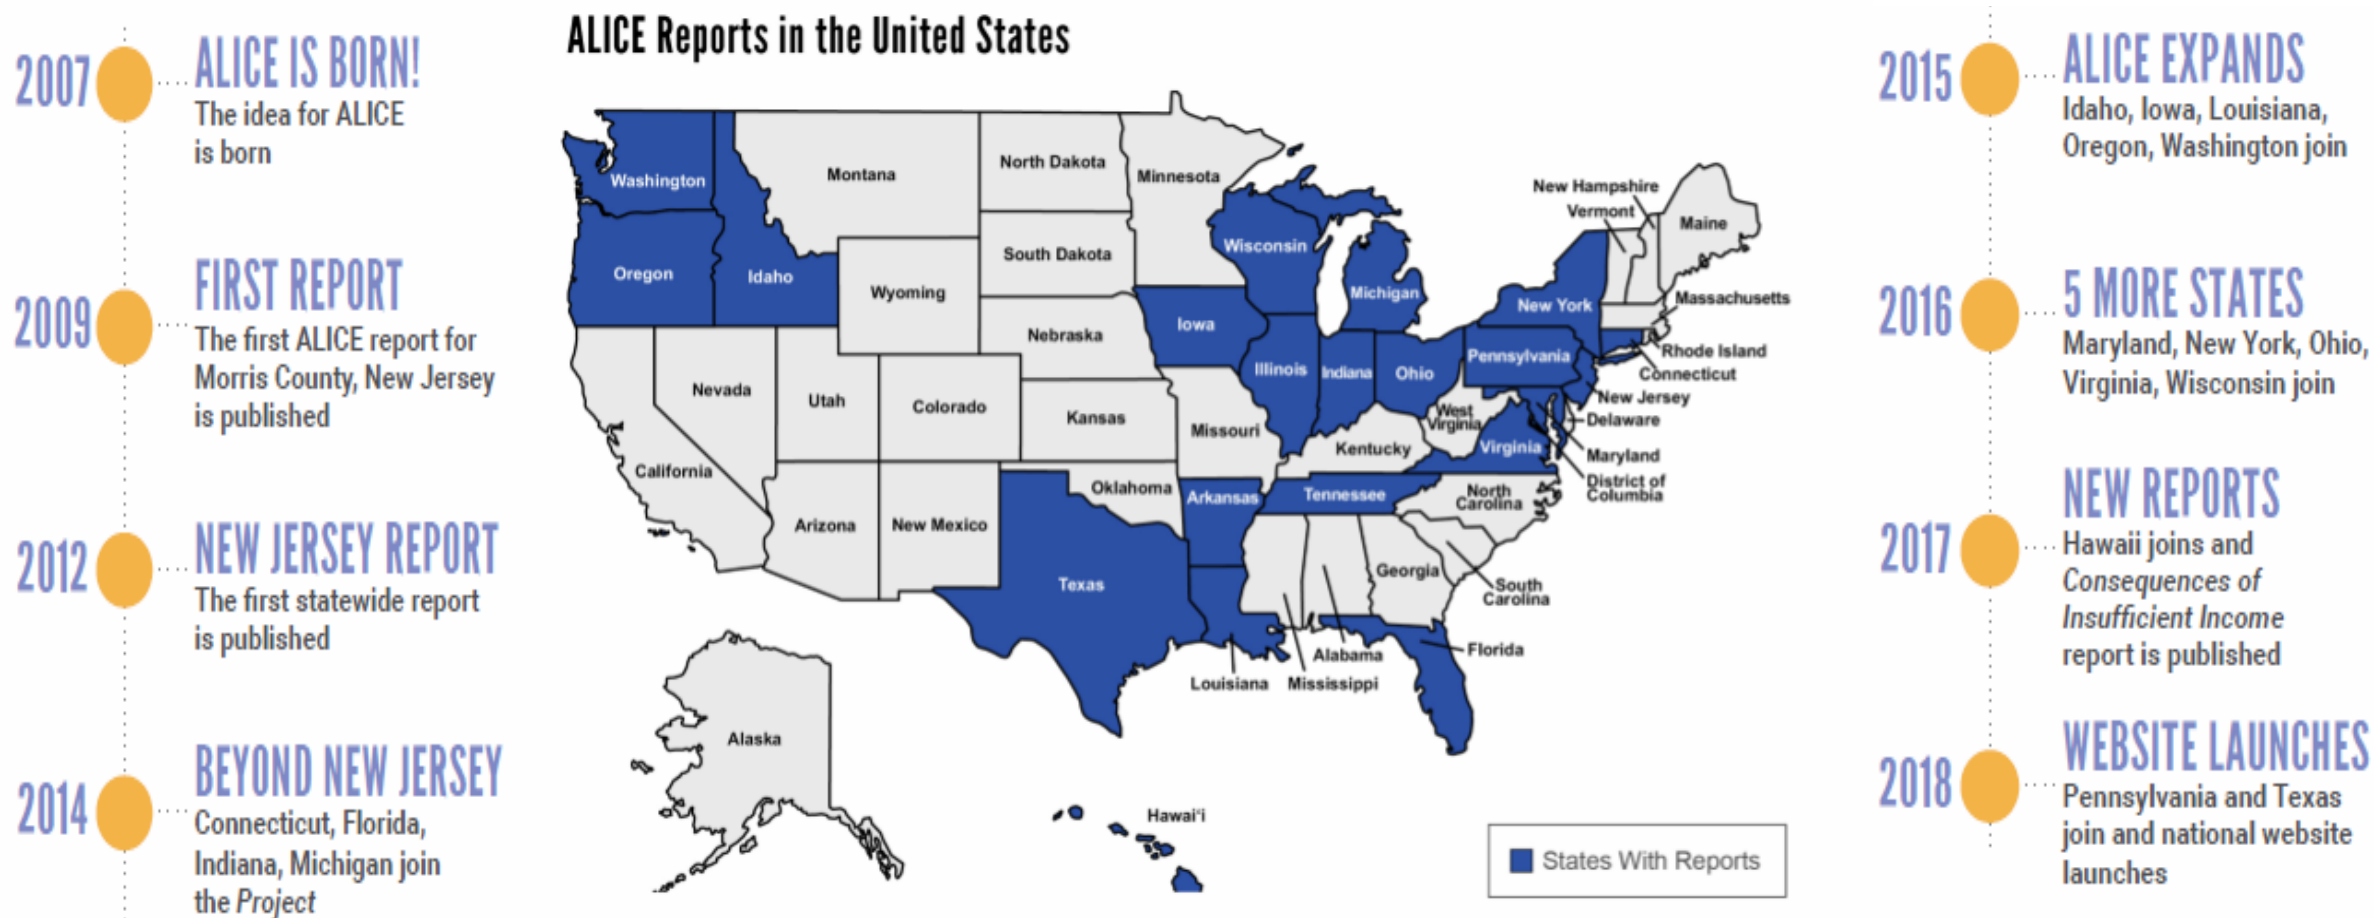 ALICE Reports in the United States
2007
ALICE IS BORN!
The idea for ALICE
is born
2009
FIRST REPORT
The first ALICE report for
Morris County, New Jersey
is published
2012
NEW JERSEY REPORT
The first statewide report
is published
2014
BEYOND NEW JERSEY
Connecticut, Florida,
Indiana, Michigan join
the Project
Washington
Montana
North Dakota
Minnesota
Oregon
Idaho
Wyoming
South Dakota
Wisconsin
Michigan
New Hampshire
Vermont
Maine
New York
Massachusetts
Rhode Island
Connecticut
New Jersey
Delaware
Maryland
District of
Columbia
Nebraska
Iowa
Illinois
Indiana
Ohio
Pennsylvania
West
Virginia
Virginia
Nevada
Utah
Colorado
Kansas
Missouri
Kentucky
California
Arizona
New Mexico
Oklahoma
Arkansas
Tennessee
North
Carolina
South
Carolina
Georgia
Texas
Louisiana
Mississippi
Alabama
Florida
Alaska
Hawai‘i
States With Reports
2015
ALICE EXPANDS
Idaho, Iowa, Louisiana,
Oregon, Washington join
2016
5 MORE STATES
Maryland, New York, Ohio,
Virginia, Wisconsin join
2017
NEW REPORTS
Hawaii joins and
Consequences of
Insufficient Income
report is published
2018
WEBSITE LAUNCHES
Pennsylvania and Texas
join and national website
launches